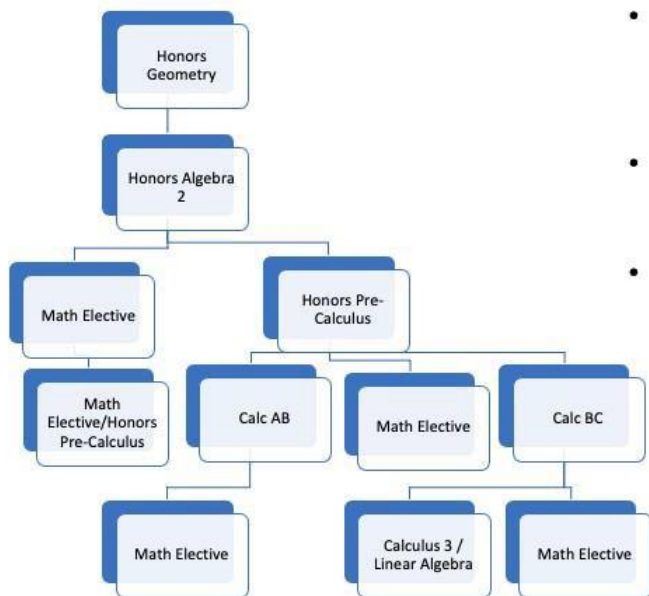 Honors
Geometry
Honors Algebra
2
Math Elective
Honors Pre-
Calculus
Math
Elective/Honors
Pre-Calculus
Calc AB
Math Elective
Calc BC
Math Elective
Calculus 3 /
Linear Algebra
Math Elective